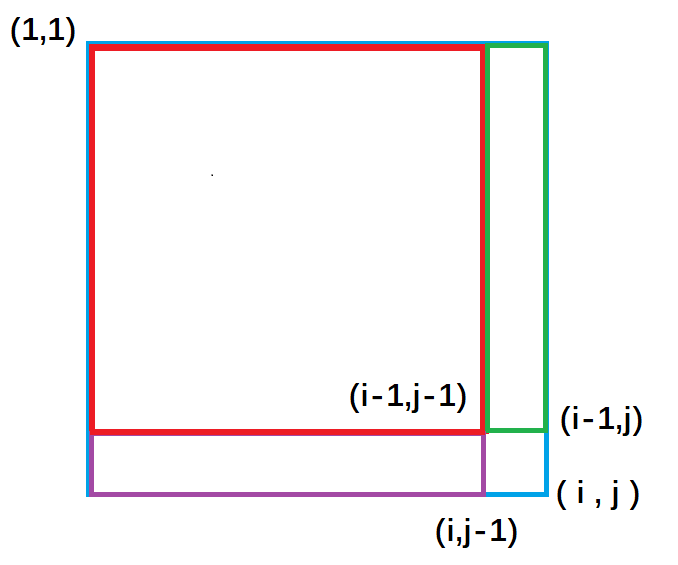 (1,1)
(i-1,j-1)
(i-1,j)
( i , j )
(i,j-1)